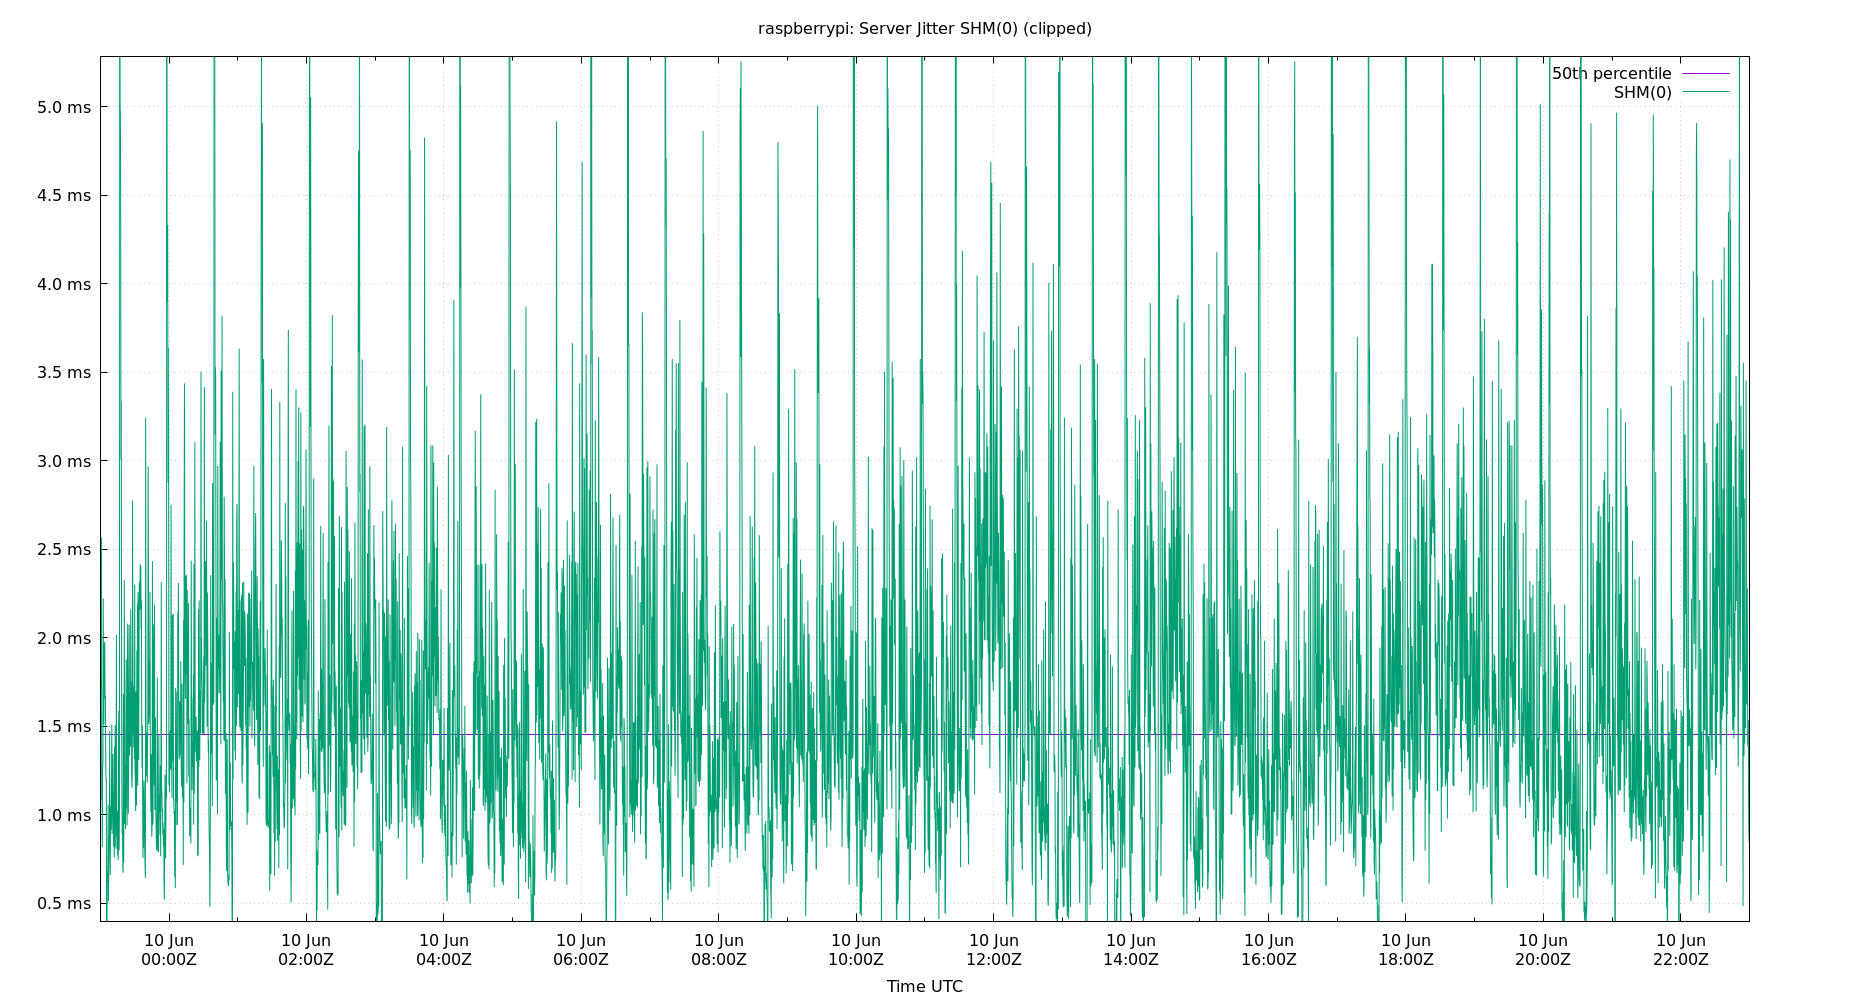 raspberrypi: Server Jitter SHM(0) (clipped)
50th percentile
SHM(0)
5.0 ms
4.5 ms
4.0 ms
3.5 ms
3.0 ms
2.5 ms
2.0 ms
1.5 ms
1.0 ms
0.5 ms
10 Jun 10 Jun 10 Jun 10 Jun 10 Jun 10 Jun 10 Jun 10 Jun 10 Jun 10 Jun 10 Jun 10 Jun
00:00Z 02:00Z 04:00Z 06:00Z 08:00Z 10:00Z 12:00Z 14:00Z 16:00Z 18:00Z 20:00Z 22:00Z
Time UTC